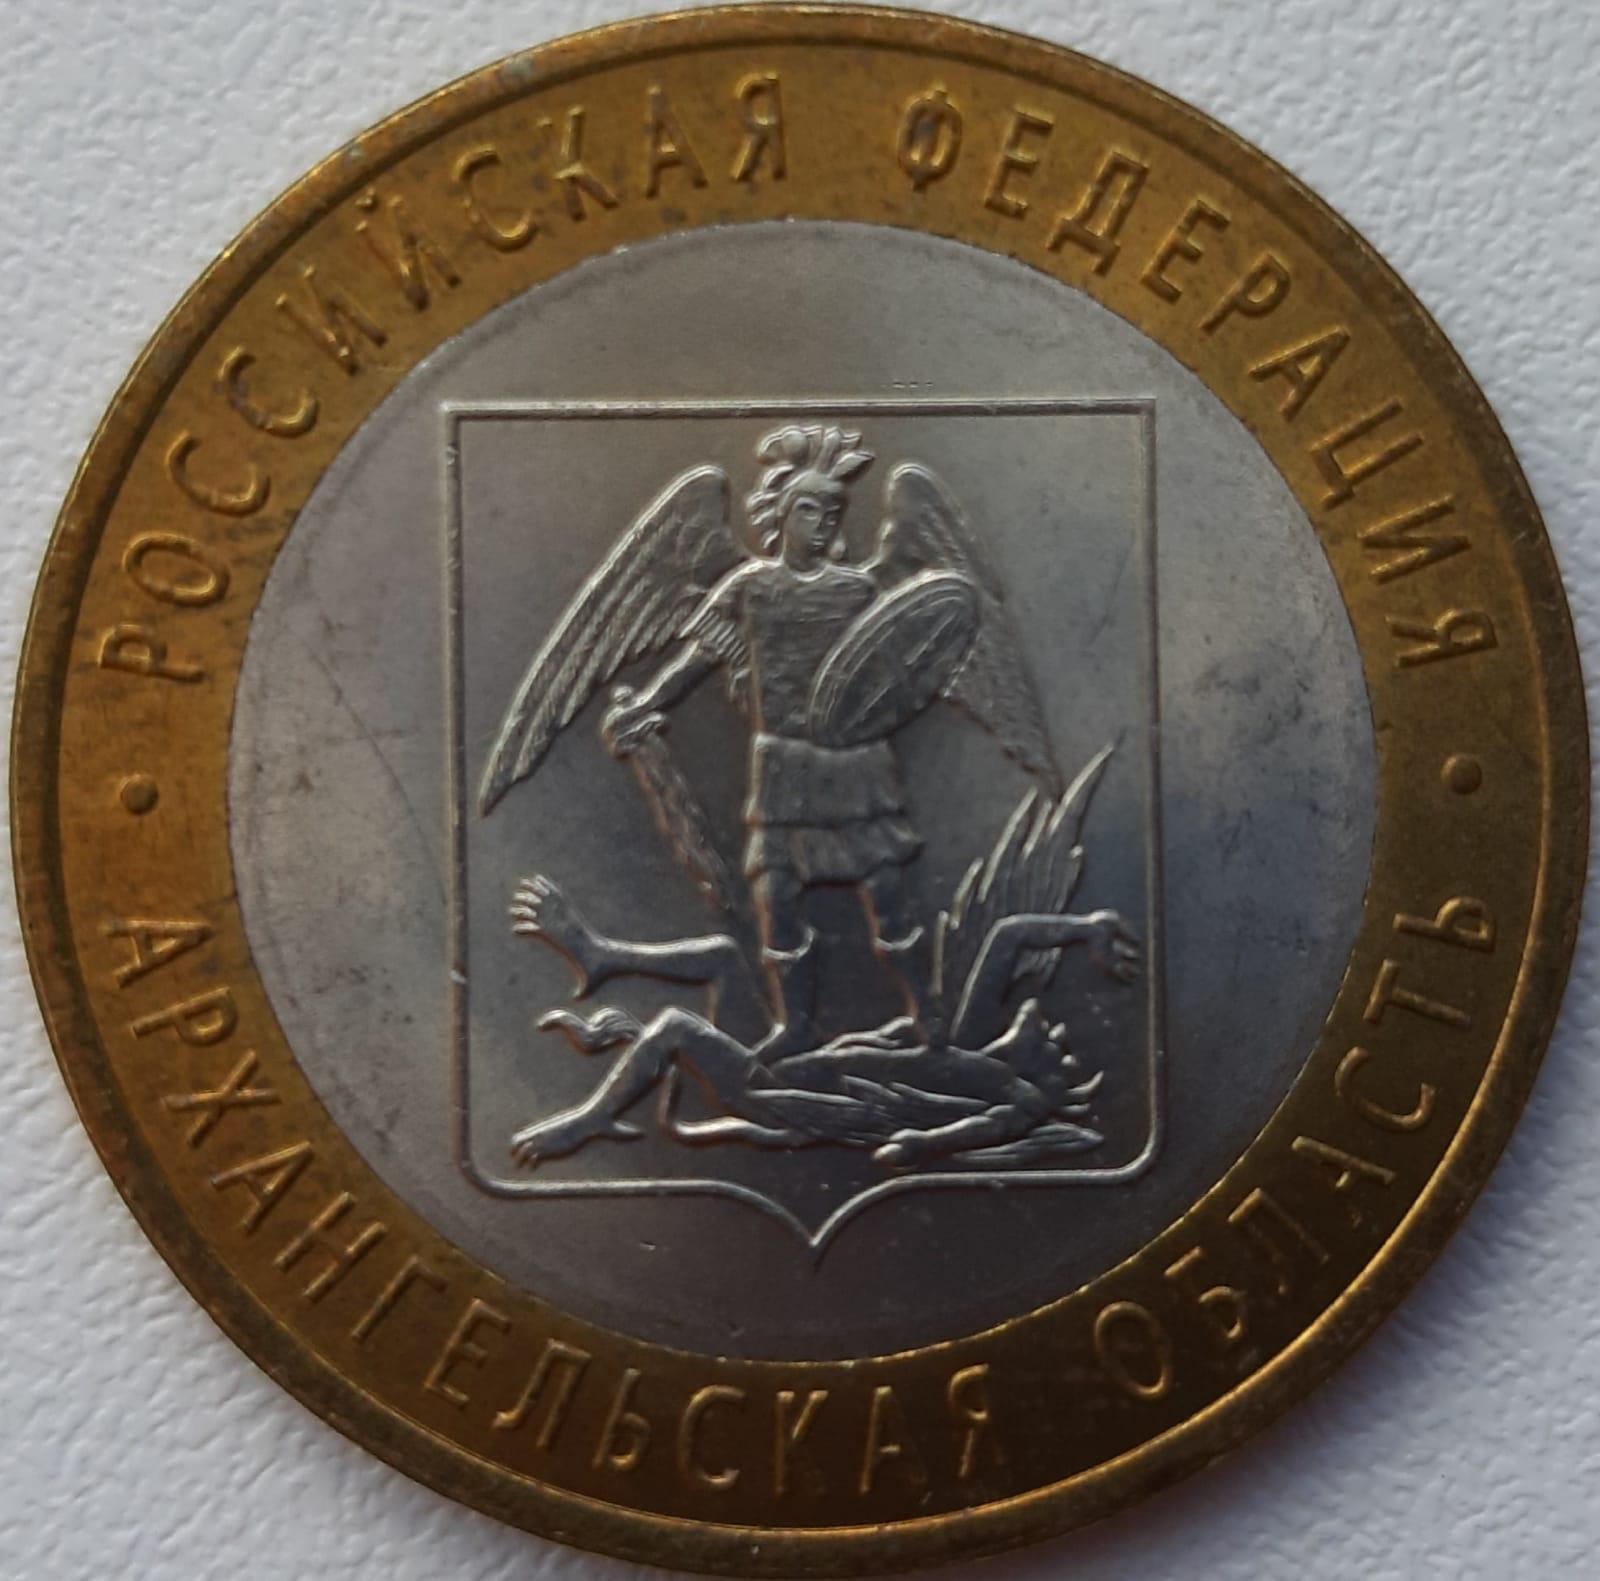 РОССИЙСКАЯ ФЕДЕРАЦИЯ
• АРХАНГЕЛЬСКАЯ ОБЛАСТЬ •